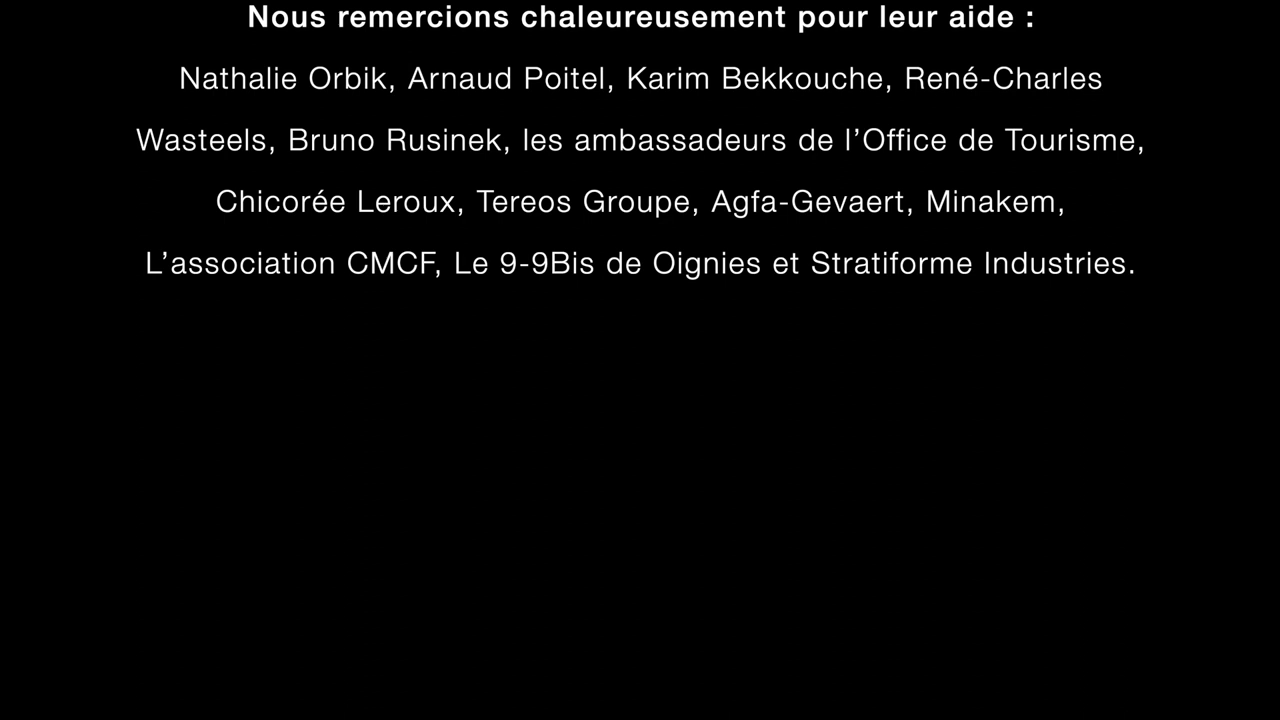 Nous remercions chaleureusement pour leur aide :
Nathalie Orbik, Arnaud Poitel, Karim Bekkouche, René-Charles
Wasteels, Bruno Rusinek, les ambassadeurs de l’Office de Tourisme,
Chicorée Leroux, Tereos Groupe, Agfa-Gevaert, Minakem,
L’association CMCF, Le 9-9Bis de Oignies et Stratiforme Industries.